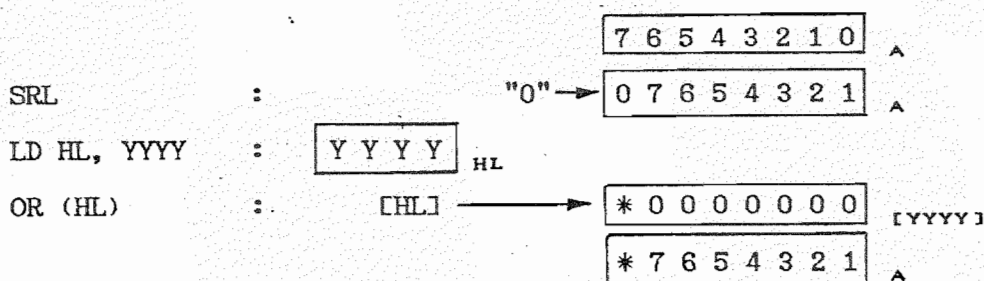 7 6 5 4 3 2 1 0 A
SRL : "0" → 0 7 6 5 4 3 2 1 A
LD HL, YYYY : Y Y Y Y HL
OR (HL) : [HL] → * 0 0 0 0 0 0 0 [YYYY]
* 7 6 5 4 3 2 1 A